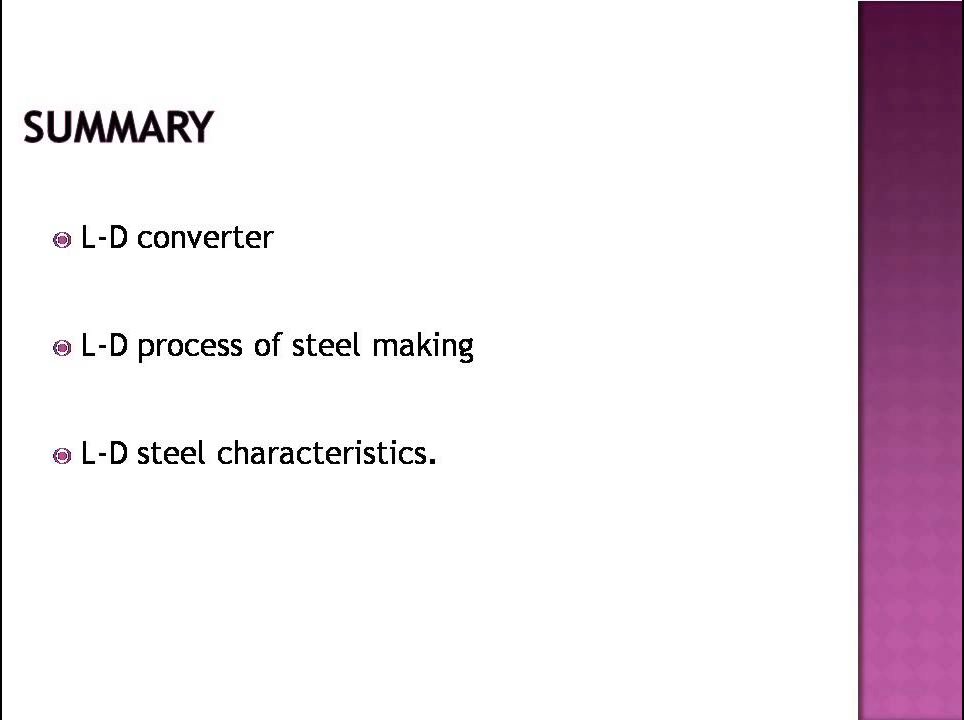 SUMMARY
L-D converter
L-D process of steel making
L-D steel characteristics.